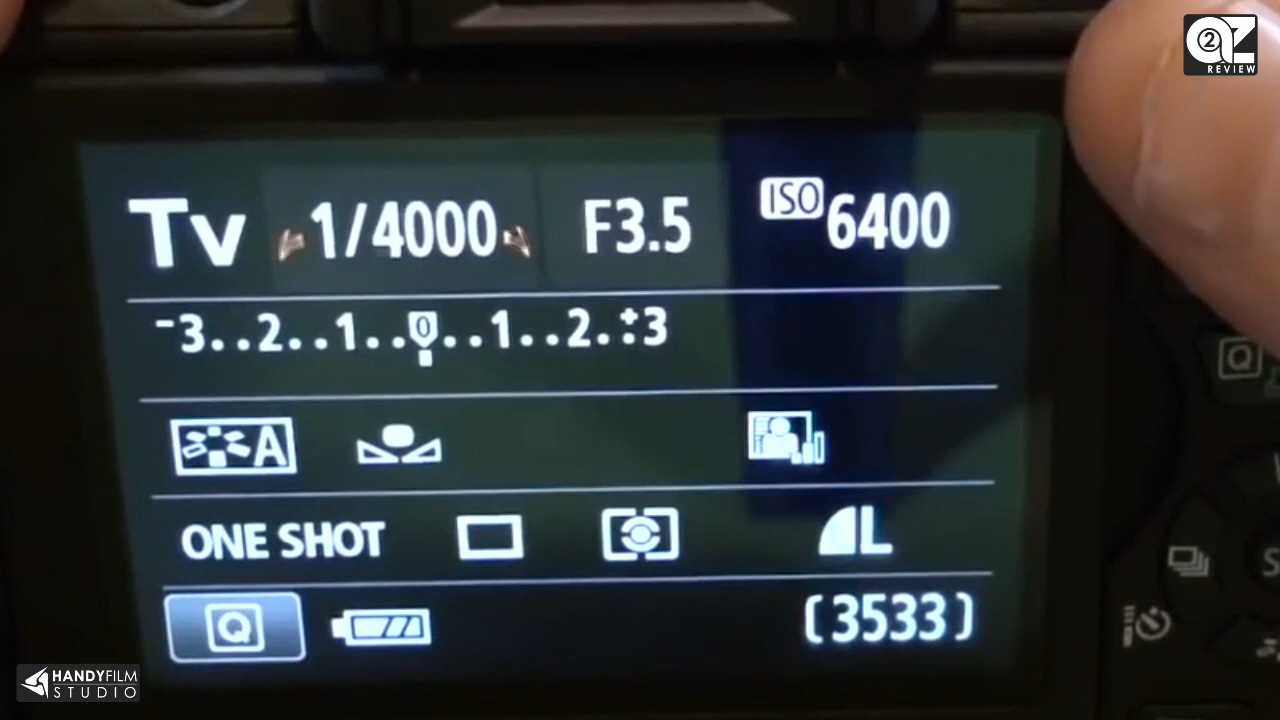 a2z
REVIEW
Tv 1/4000 F3.5 ISO 6400
-3..2..1..0..1..2.:+3
A
ONE SHOT L
Q [3533]
Q
S
HANDYFILM
STUDIO